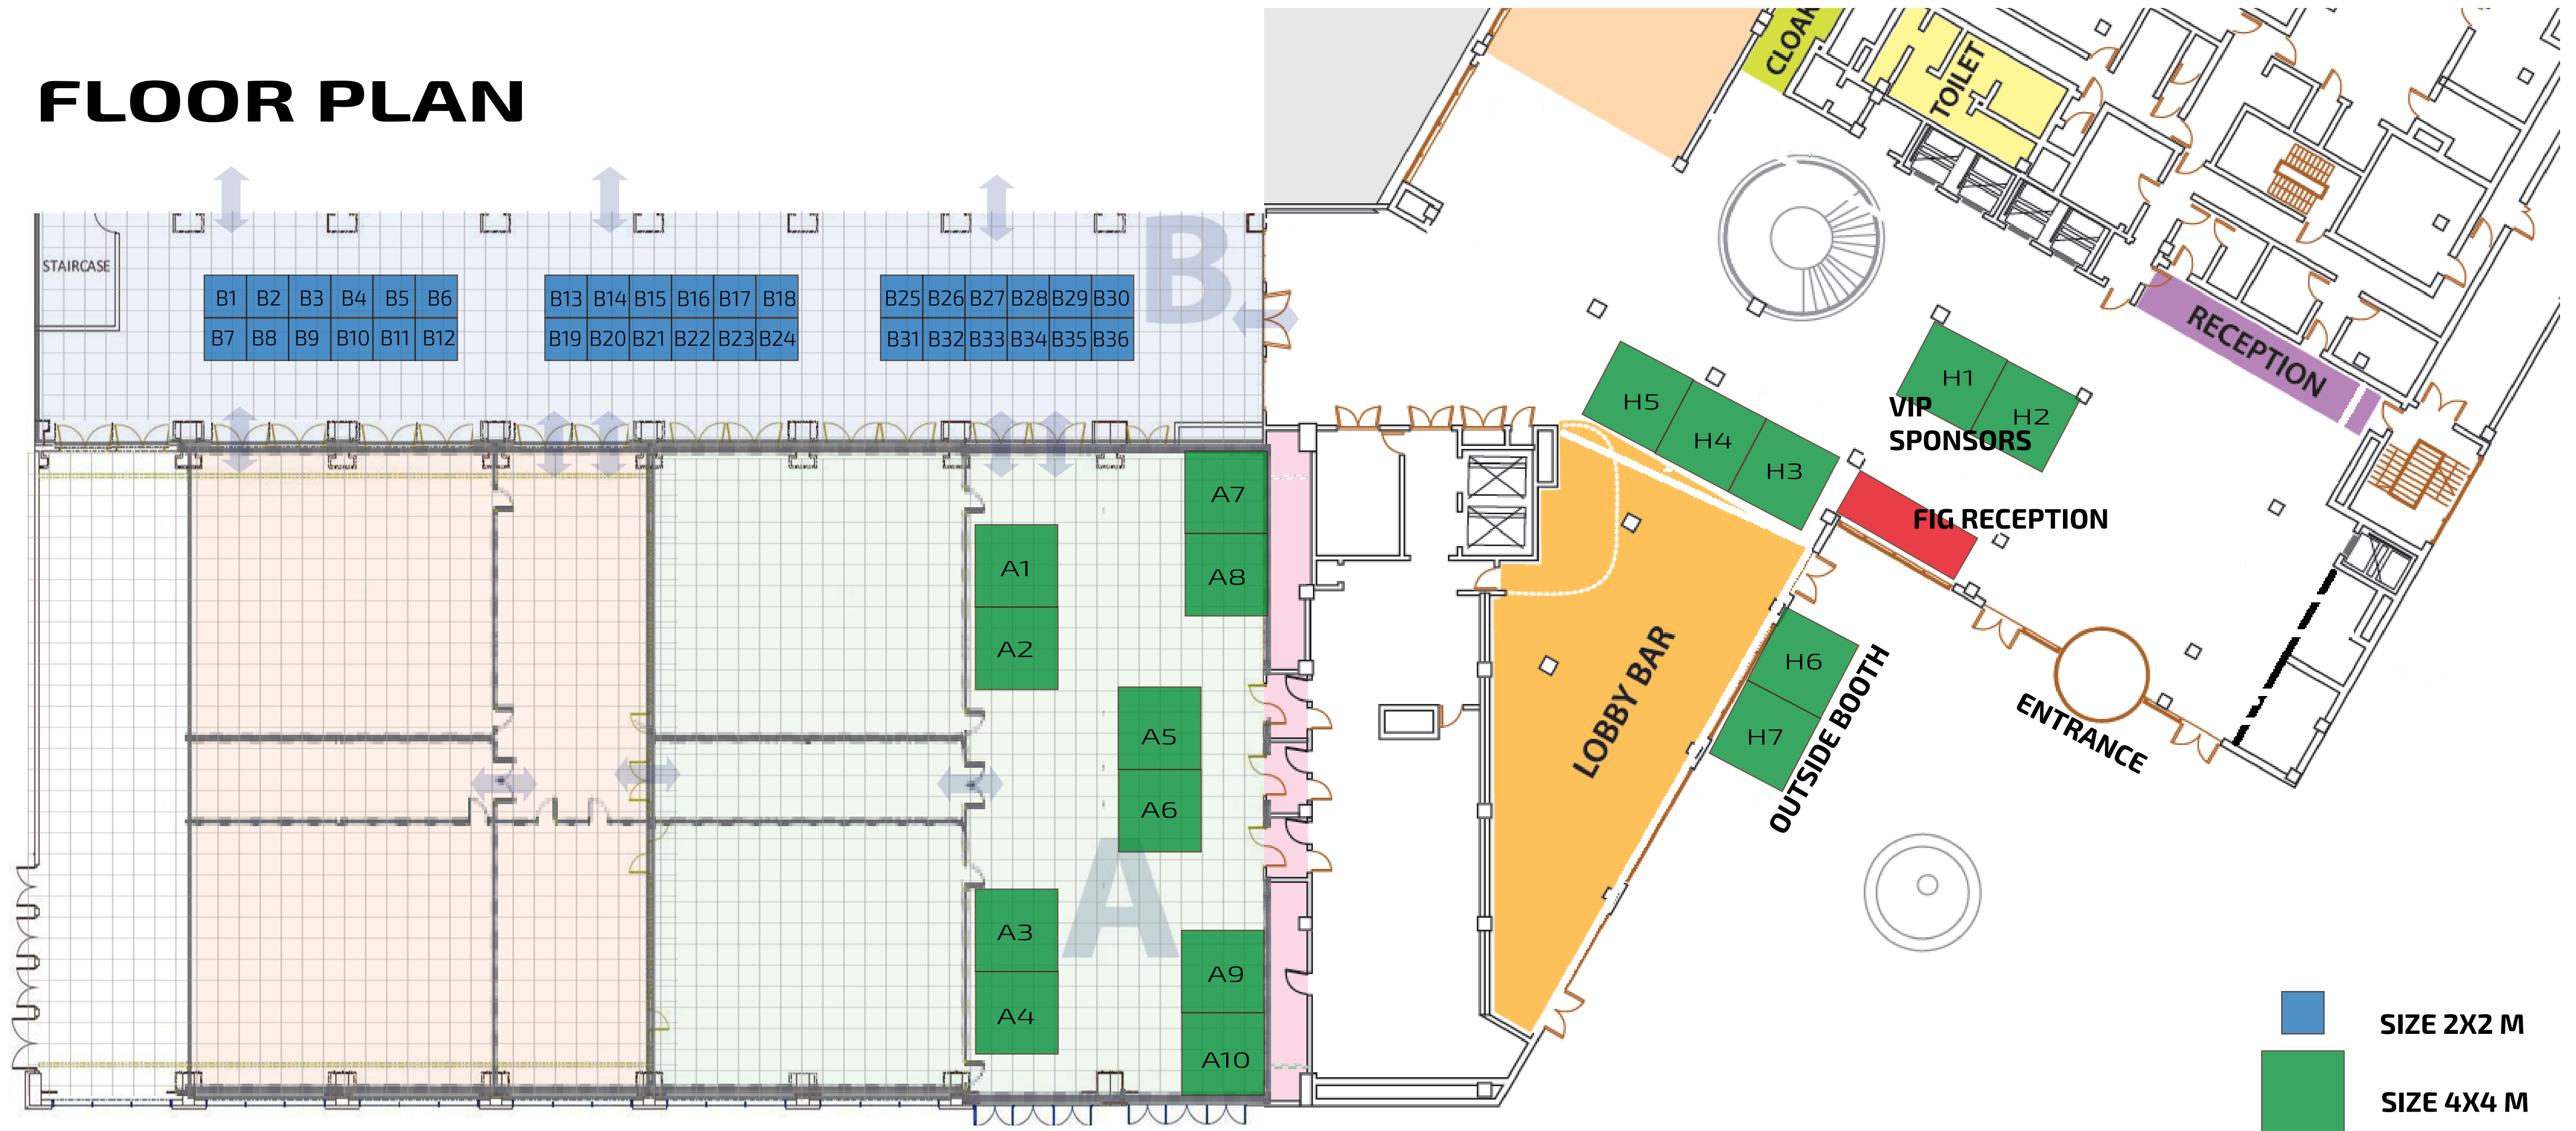 FLOOR PLAN
CLOAK
TOILET
B
STAIRCASE
B1 B2 B3 B4 B5 B6
B7 B8 B9 B10 B11 B12
B13 B14 B15 B16 B17 B18
B19 B20 B21 B22 B23 B24
B25 B26 B27 B28 B29 B30
B31 B32 B33 B34 B35 B36
RECEPTION
H1
H2
VIP
SPONSORS
H5
H4
H3
FIG RECEPTION
A7
A8
A1
A2
A5
A6
A
A3
A4
A9
A10
LOBBY BAR
H6
H7
OUTSIDE BOOTH
ENTRANCE
SIZE 2X2 M
SIZE 4X4 M